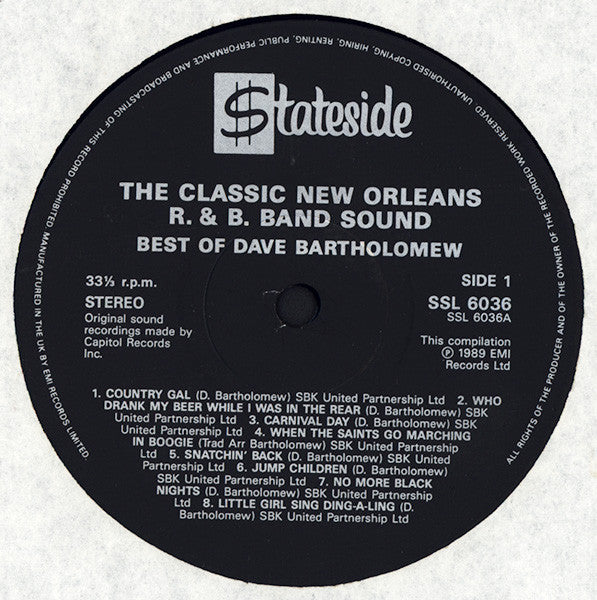 $tateside
THE CLASSIC NEW ORLEANS
R. & B. BAND SOUND
BEST OF DAVE BARTHOLOMEW
33⅓ r.p.m.
STEREO
Original sound
recordings made by
Capitol Records
Inc.
SIDE 1
SSL 6036
SSL 6036A
This compilation
℗ 1989 EMI
Records Ltd
1. COUNTRY GAL (D. Bartholomew) SBK United Partnership Ltd 2. WHO
DRANK MY BEER WHILE I WAS IN THE REAR (D. Bartholomew) SBK
United Partnership Ltd 3. CARNIVAL DAY (D. Bartholomew) SBK
United Partnership Ltd 4. WHEN THE SAINTS GO MARCHING
IN BOOGIE (Trad Arr Bartholomew) SBK United Partnership
Ltd 5. SNATCHIN' BACK (D. Bartholomew) SBK United
Partnership Ltd 6. JUMP CHILDREN (D. Bartholomew)
SBK United Partnership Ltd 7. NO MORE BLACK
NIGHTS (D. Bartholomew) SBK United Partnership
Ltd 8. LITTLE GIRL SING DING-A-LING (D.
Bartholomew) SBK United Partnership Ltd
ALL RIGHTS OF THE PRODUCER AND OF THE OWNER OF THE RECORDED WORK RESERVED. UNAUTHORISED COPYING, HIRING, RENTING, PUBLIC PERFORMANCE AND BROADCASTING OF THIS RECORD PROHIBITED. MANUFACTURED IN THE UK BY EMI RECORDS LIMITED.